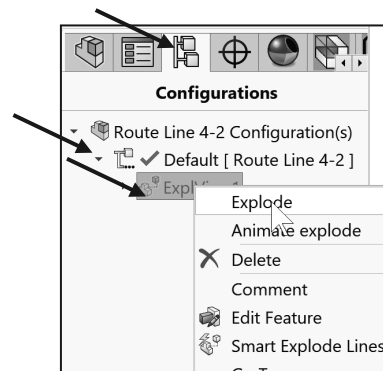 Configurations
Route Line 4-2 Configuration(s)
Default [ Route Line 4-2 ]
Explode
Animate explode
Delete
Comment
Edit Feature
Smart Explode Lines